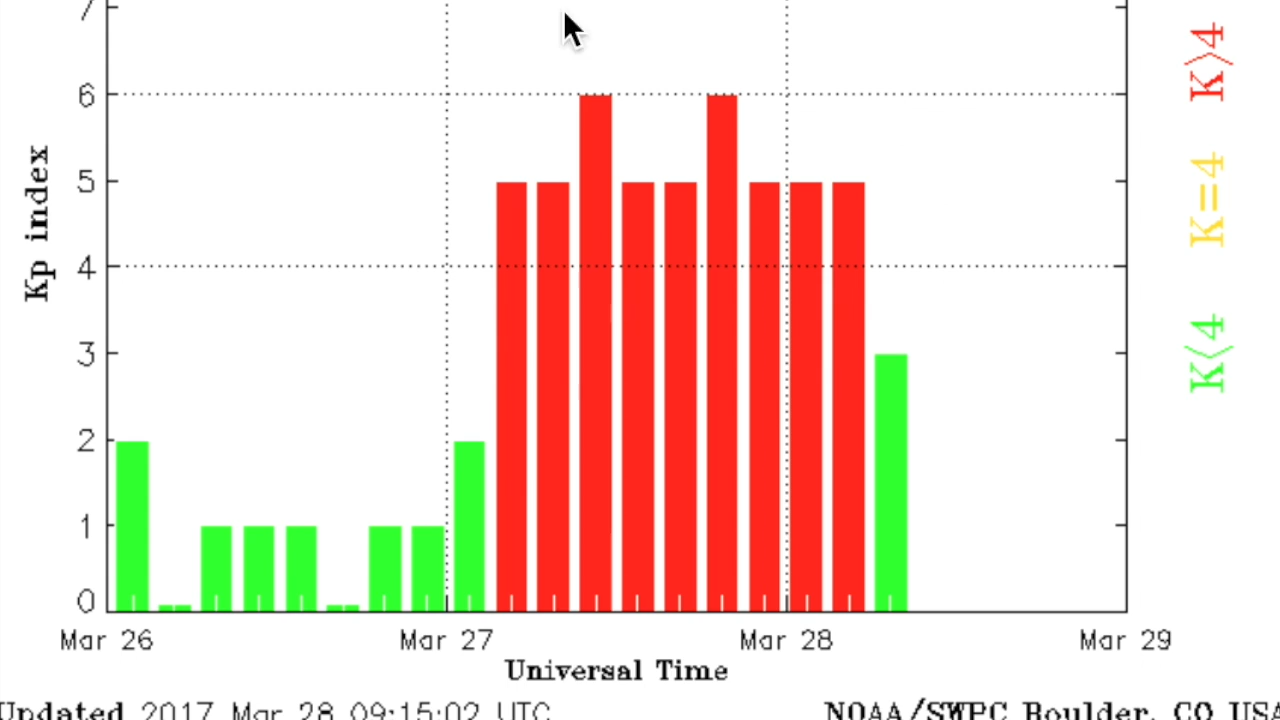 7
6
5
4
3
2
1
0
Kp index
Mar 26
Mar 27
Mar 28
Mar 29
Universal Time
Updated 2017 Mar 28 09:15:02 UTC
NOAA/SWPC Boulder, CO USA
K>4
K=4
K<4